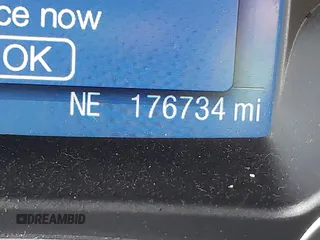 ce now
OK
NE 176734 mi
DREAMBID